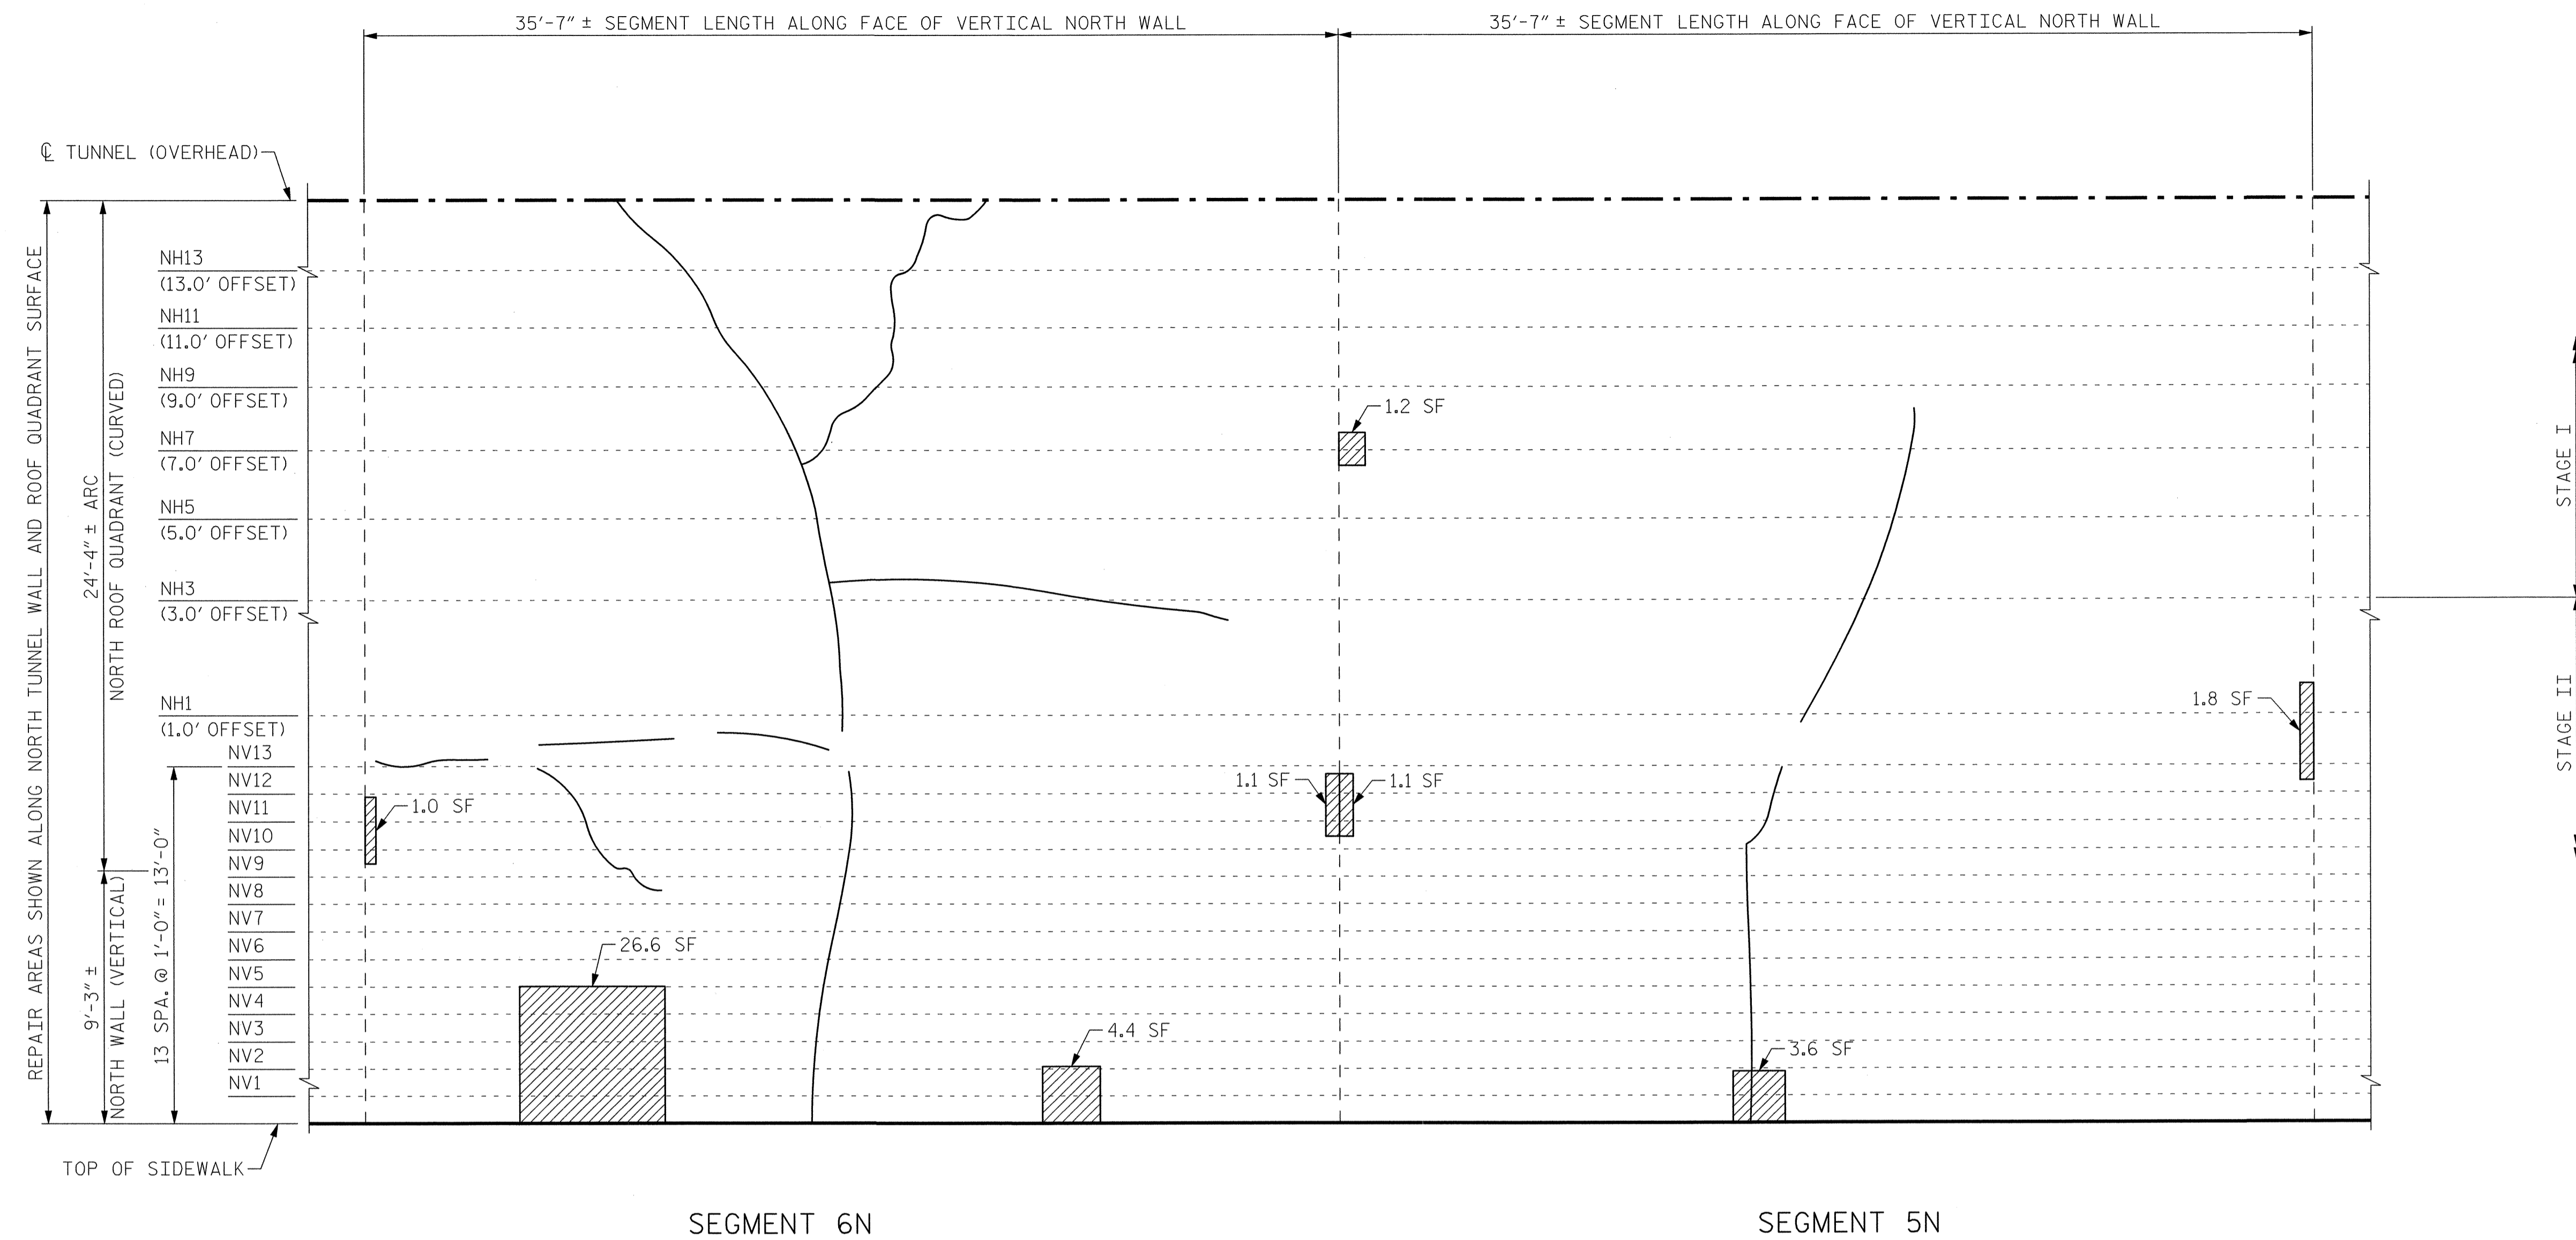 35'-7" ± SEGMENT LENGTH ALONG FACE OF VERTICAL NORTH WALL
35'-7" ± SEGMENT LENGTH ALONG FACE OF VERTICAL NORTH WALL
℄ TUNNEL (OVERHEAD)
REPAIR AREAS SHOWN ALONG NORTH TUNNEL WALL AND ROOF QUADRANT SURFACE
24'-4" ± ARC
NORTH ROOF QUADRANT (CURVED)
9'-3" ±
NORTH WALL (VERTICAL)
13 SPA. @ 1'-0" = 13'-0"
NH13
(13.0' OFFSET)
NH11
(11.0' OFFSET)
NH9
(9.0' OFFSET)
NH7
(7.0' OFFSET)
NH5
(5.0' OFFSET)
NH3
(3.0' OFFSET)
NH1
(1.0' OFFSET)
NV13
NV12
NV11
NV10
NV9
NV8
NV7
NV6
NV5
NV4
NV3
NV2
NV1
1.2 SF
1.8 SF
1.1 SF
1.1 SF
1.0 SF
26.6 SF
4.4 SF
3.6 SF
STAGE I
STAGE II
TOP OF SIDEWALK
SEGMENT 6N
SEGMENT 5N